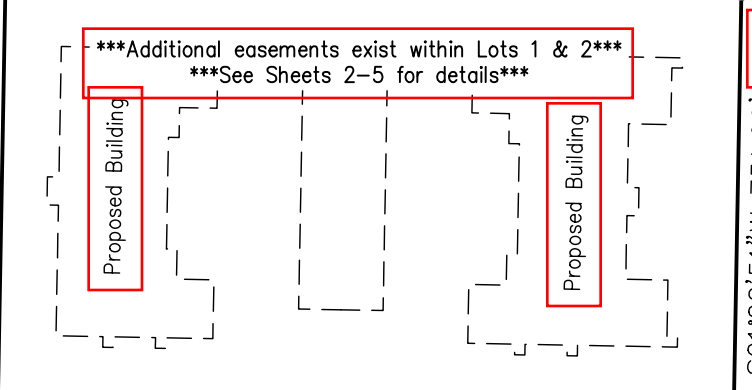 ***Additional easements exist within Lots 1 & 2***
***See Sheets 2-5 for details***
Proposed Building
Proposed Building